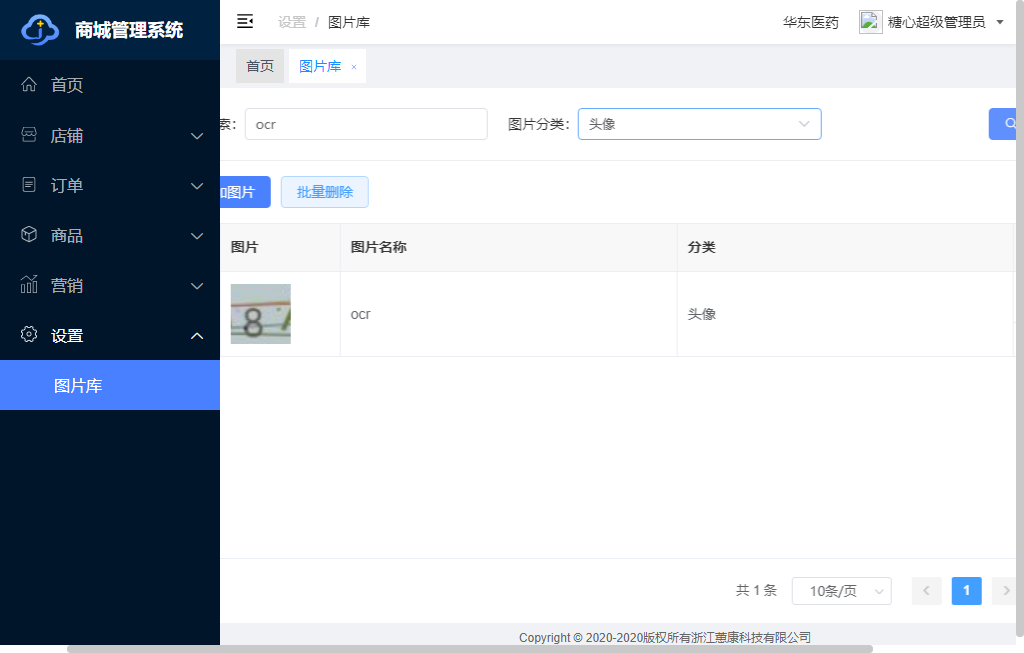 商城管理系统
设置 / 图片库
华东医药
糖心超级管理员
首页
图片库 ×
首页
店铺
订单
商品
营销
设置
图片库
索:
ocr
图片分类:
头像
加图片
批量删除
图片
图片名称
分类
8
ocr
头像
共 1 条
10条/页
1
Copyright © 2020-2020版权所有浙江蒽康科技有限公司